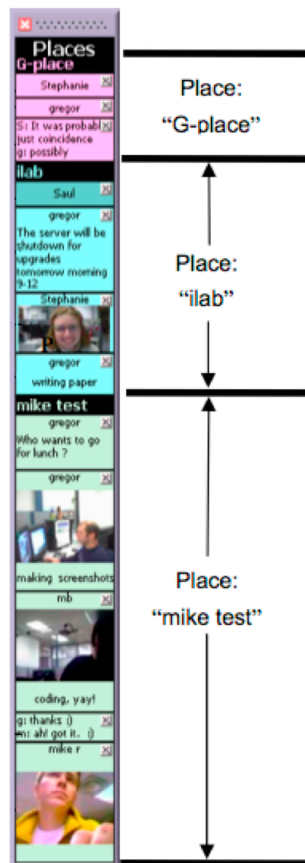 Places
G-place
Stephanie
gregor
S: It was probabl
just coincidence
g: possibly
ilab
Saul
gregor
The server will be
shutdown for
upgrades
tomorrow morning
9-12
Stephanie
P
gregor
writing paper
mike test
gregor
Who wants to go
for lunch ?
gregor
making screenshots
mb
coding, yay!
g: thanks :)
m: ah! got it. :)
mike r
Place:
“G-place”
Place:
“ilab”
Place:
“mike test”